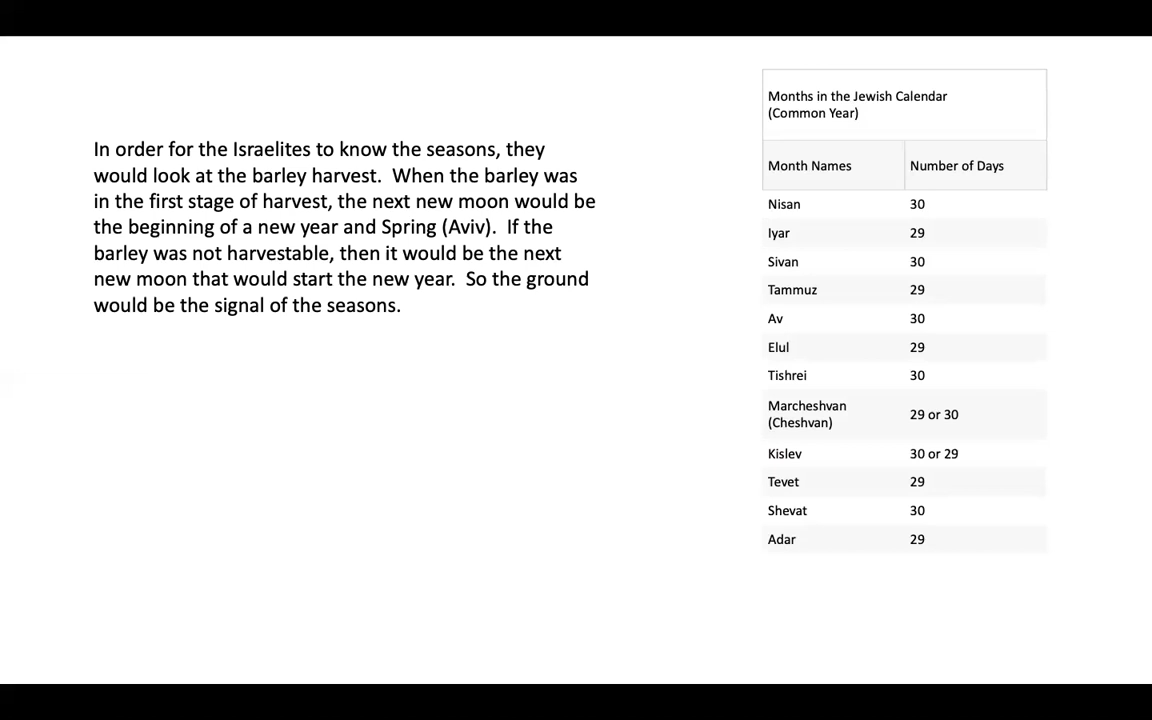 In order for the Israelites to know the seasons, they
would look at the barley harvest.  When the barley was
in the first stage of harvest, the next new moon would be
the beginning of a new year and Spring (Aviv).  If the
barley was not harvestable, then it would be the next
new moon that would start the new year.  So the ground
would be the signal of the seasons.
Months in the Jewish Calendar
(Common Year)
Month Names Number of Days
Nisan 30
Iyar 29
Sivan 30
Tammuz 29
Av 30
Elul 29
Tishrei 30
Marcheshvan
(Cheshvan) 29 or 30
Kislev 30 or 29
Tevet 29
Shevat 30
Adar 29